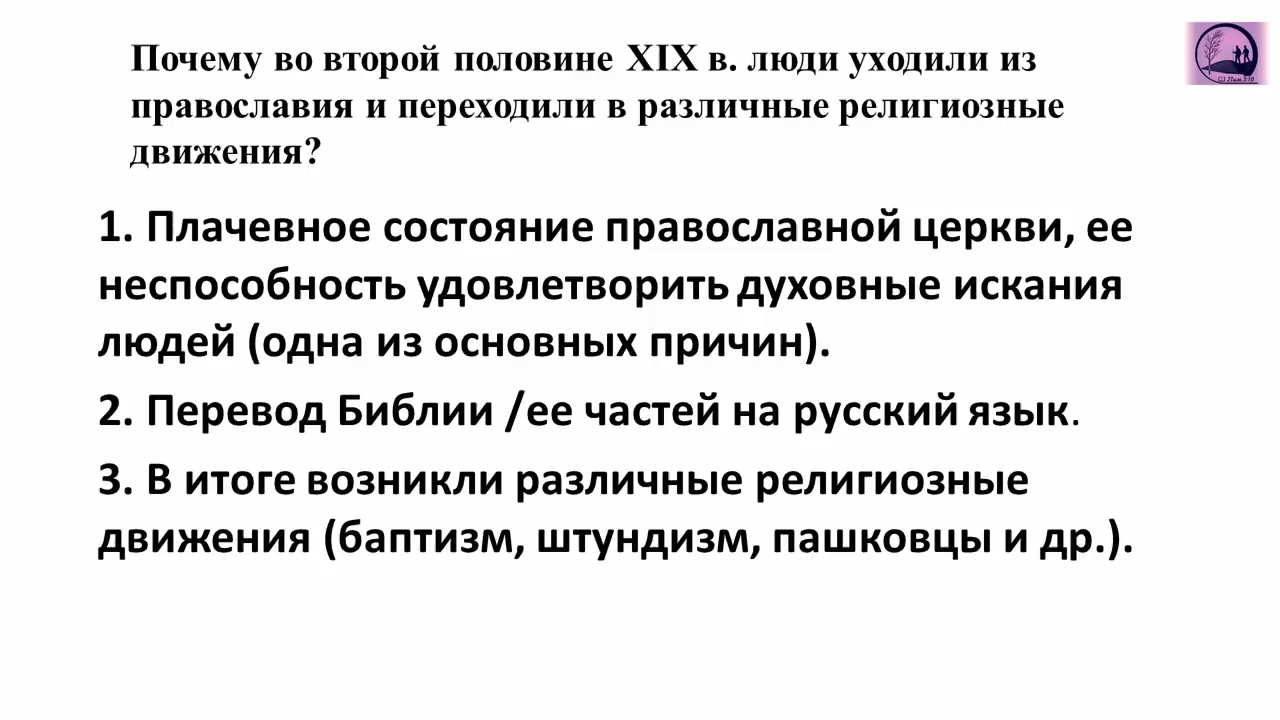 Почему во второй половине XIX в. люди уходили из
православия и переходили в различные религиозные
движения?
1. Плачевное состояние православной церкви, ее
неспособность удовлетворить духовные искания
людей (одна из основных причин).
2. Перевод Библии /ее частей на русский язык.
3. В итоге возникли различные религиозные
движения (баптизм, штундизм, пашковцы и др.).